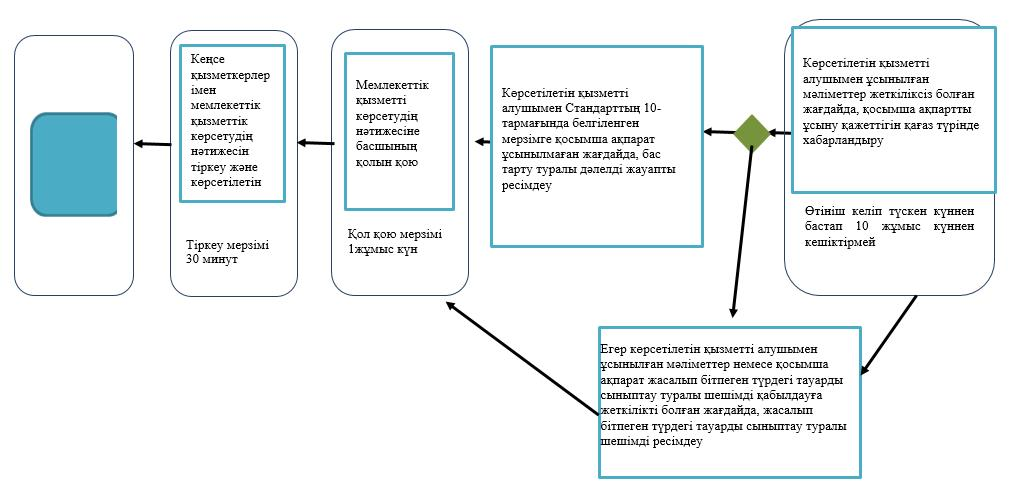 Кеңсе
қызметкерлер
імен
мемлекеттік
қызметтік
көрсетудің
нәтижесін
тіркеу және
көрсетілетін
Тіркеу мерзімі
30 минут
Мемлекеттік
қызметті
көрсетудің
нәтижесіне
басшының
қолын қою
Қол қою мерзімі
1жұмыс күн
Көрсетілетін қызметті
алушымен Стандарттың 10-
тармағында белгіленген
мерзімге қосымша ақпарат
ұсынылмаған жағдайда, бас
тарту туралы дәлелді жауапты
ресімдеу
Көрсетілетін қызметті
алушымен ұсынылған
мәліметтер жеткіліксіз болған
жағдайда, қосымша ақпартты
ұсыну қажеттігін қағаз түрінде
хабарландыру
Өтініш келіп түскен күннен
бастап 10 жұмыс күннен
кешіктірмей
Егер көрсетілетін қызметті алушымен
ұсынылған мәліметтер немесе қосымша
ақпарат жасалып бітпеген түрдегі тауарды
сыныптау туралы шешімді қабылдауға
жеткілікті болған жағдайда, жасалып
бітпеген түрдегі тауарды сыныптау туралы
шешімді ресімдеу